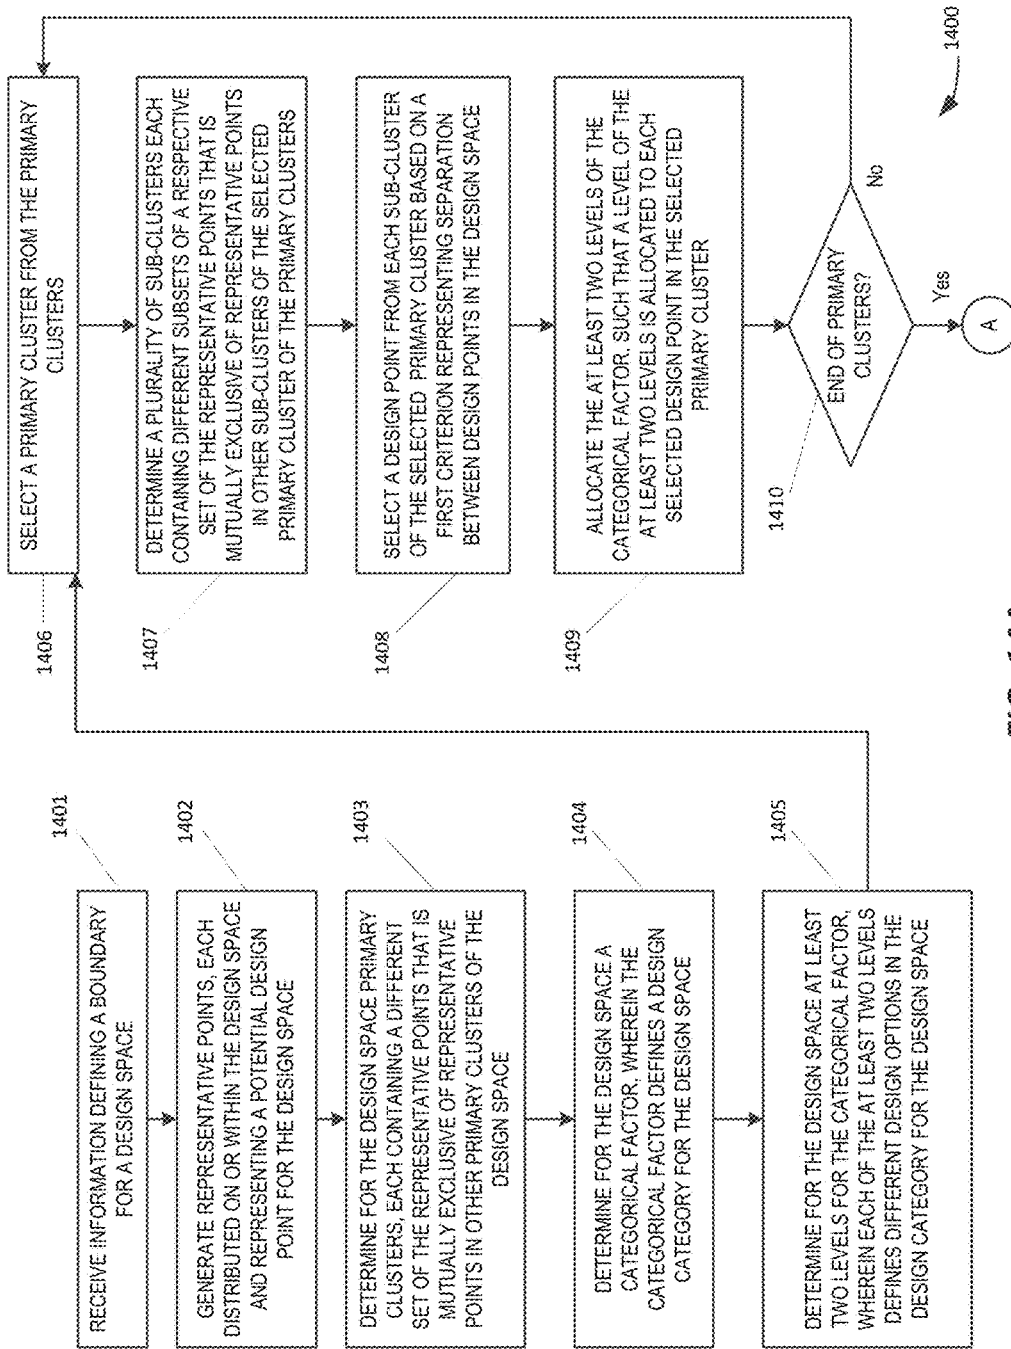 1401
RECEIVE INFORMATION DEFINING A BOUNDARY
FOR A DESIGN SPACE
1402
GENERATE REPRESENTATIVE POINTS, EACH
DISTRIBUTED ON OR WITHIN THE DESIGN SPACE
AND REPRESENTING A POTENTIAL DESIGN
POINT FOR THE DESIGN SPACE
1403
DETERMINE FOR THE DESIGN SPACE PRIMARY
CLUSTERS, EACH CONTAINING A DIFFERENT
SET OF THE REPRESENTATIVE POINTS THAT IS
MUTUALLY EXCLUSIVE OF REPRESENTATIVE
POINTS IN OTHER PRIMARY CLUSTERS OF THE
DESIGN SPACE
1404
DETERMINE FOR THE DESIGN SPACE A
CATEGORICAL FACTOR, WHEREIN THE
CATEGORICAL FACTOR DEFINES A DESIGN
CATEGORY FOR THE DESIGN SPACE
1405
DETERMINE FOR THE DESIGN SPACE AT LEAST
TWO LEVELS FOR THE CATEGORICAL FACTOR,
WHEREIN EACH OF THE AT LEAST TWO LEVELS
DEFINES DIFFERENT DESIGN OPTIONS IN THE
DESIGN CATEGORY FOR THE DESIGN SPACE
1406
SELECT A PRIMARY CLUSTER FROM THE PRIMARY
CLUSTERS
1407
DETERMINE A PLURALITY OF SUB-CLUSTERS EACH
CONTAINING DIFFERENT SUBSETS OF A RESPECTIVE
SET OF THE REPRESENTATIVE POINTS THAT IS
MUTUALLY EXCLUSIVE OF REPRESENTATIVE POINTS
IN OTHER SUB-CLUSTERS OF THE SELECTED
PRIMARY CLUSTER OF THE PRIMARY CLUSTERS
1408
SELECT A DESIGN POINT FROM EACH SUB-CLUSTER
OF THE SELECTED PRIMARY CLUSTER BASED ON A
FIRST CRITERION REPRESENTING SEPARATION
BETWEEN DESIGN POINTS IN THE DESIGN SPACE
1409
ALLOCATE THE AT LEAST TWO LEVELS OF THE
CATEGORICAL FACTOR, SUCH THAT A LEVEL OF THE
AT LEAST TWO LEVELS IS ALLOCATED TO EACH
SELECTED DESIGN POINT IN THE SELECTED
PRIMARY CLUSTER
1410
END OF PRIMARY
CLUSTERS?
No
Yes
A
1400